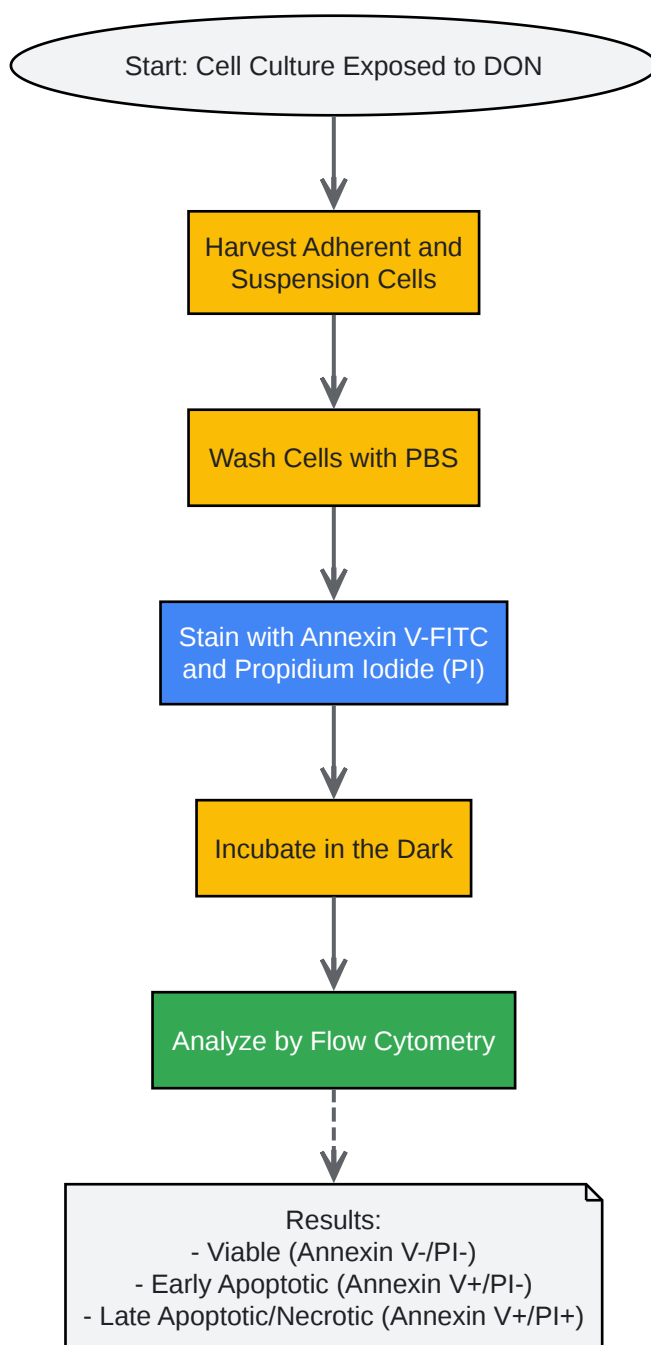 Start: Cell Culture Exposed to DON
Harvest Adherent and
Suspension Cells
Wash Cells with PBS
Stain with Annexin V-FITC
and Propidium Iodide (PI)
Incubate in the Dark
Analyze by Flow Cytometry
Results:
- Viable (Annexin V-/PI-)
- Early Apoptotic (Annexin V+/PI-)
- Late Apoptotic/Necrotic (Annexin V+/PI+)